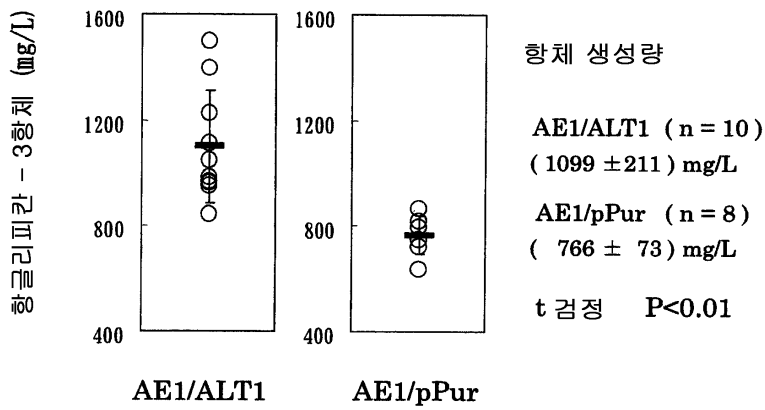 항글리피칸 - 3항체 (mg/L)
1600
1200
800
400
AE1/ALT1
1600
1200
800
400
AE1/pPur
항체 생성량
AE1/ALT1 ( n = 10 )
( 1099 ±211 ) mg/L
AE1/pPur ( n = 8 )
( 766 ± 73 ) mg/L
t 검정 P<0.01